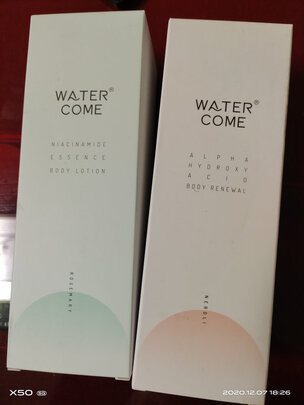 WATER®
COME
NIACINAMIDE
ESSENCE
BODY LOTION
ROSEMARY
WATER®
COME
ALPHA
HYDROXY
ACID
BODY RENEWAL
NEROLI
X50 5G
2020.12.07 18:26